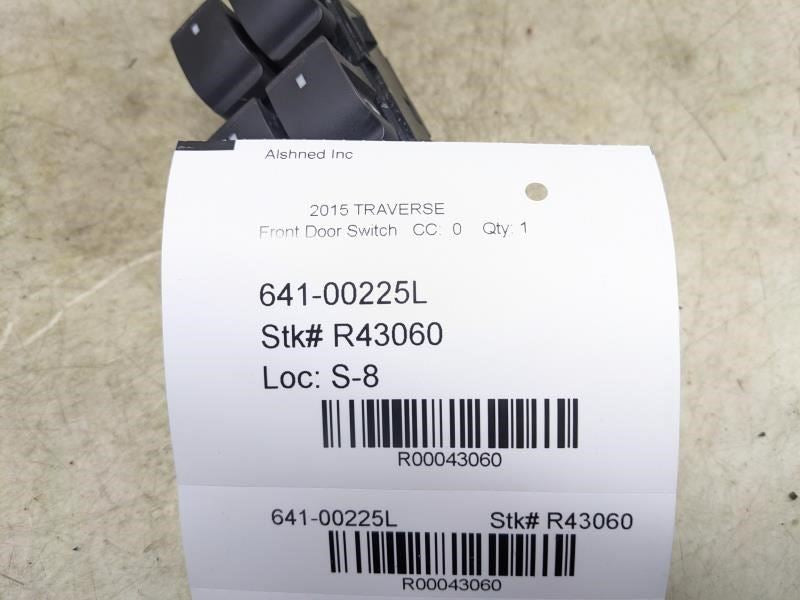 Alshned Inc
2015 TRAVERSE
Front Door Switch CC: 0 Qty: 1
641-00225L
Stk# R43060
Loc: S-8
R00043060
641-00225L Stk# R43060
R00043060